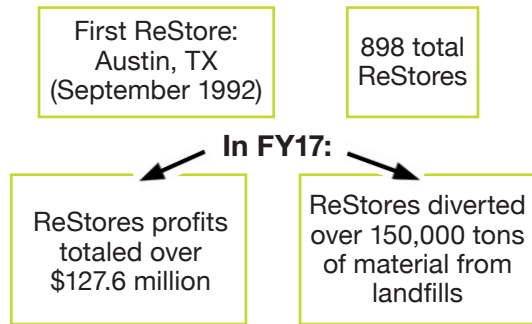 First ReStore:
Austin, TX
(September 1992)
898 total
ReStores
In FY17:
ReStores profits
totaled over
$127.6 million
ReStores diverted
over 150,000 tons
of material from
landfills